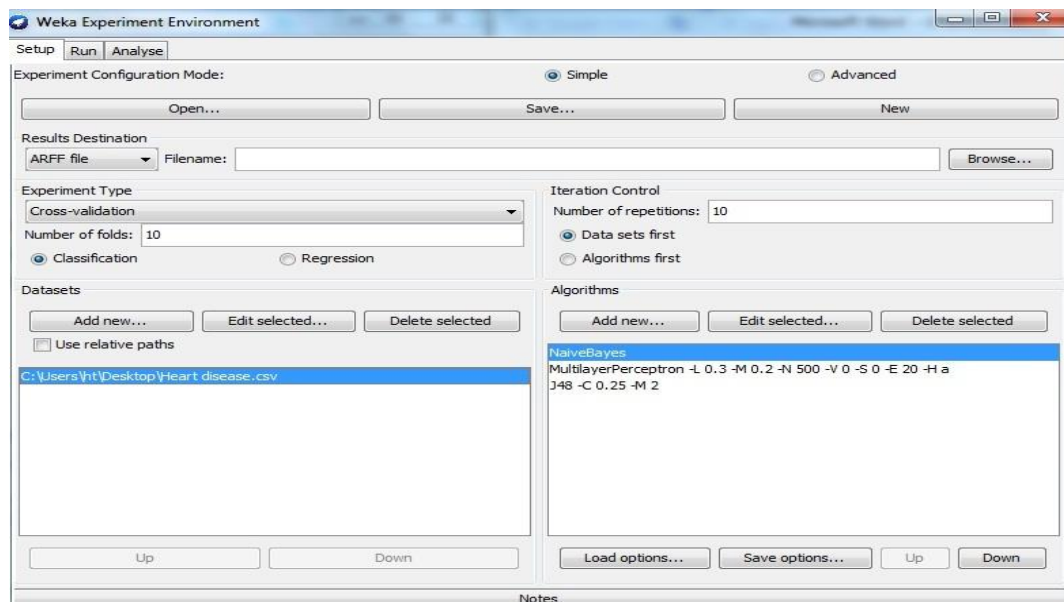 Weka Experiment Environment
Setup Run Analyse
Experiment Configuration Mode: Simple Advanced
Open... Save... New
Results Destination
ARFF file Filename: Browse...
Experiment Type
Cross-validation
Number of folds: 10
Classification Regression
Iteration Control
Number of repetitions: 10
Data sets first
Algorithms first
Datasets
Add new... Edit selected... Delete selected
Use relative paths
C:\Users\ht\Desktop\Heart disease.csv
Up Down
Algorithms
Add new... Edit selected... Delete selected
NaiveBayes
MultilayerPerceptron -L 0.3 -M 0.2 -N 500 -V 0 -S 0 -E 20 -H a
J48 -C 0.25 -M 2
Load options... Save options... Up Down
Notes